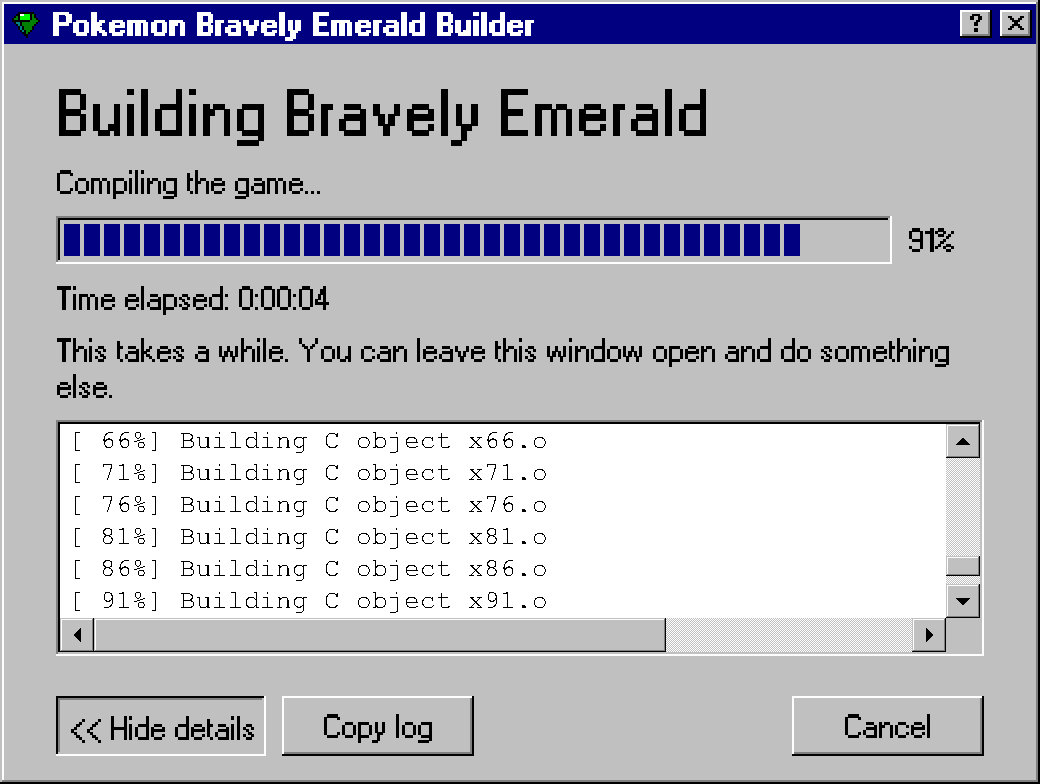 Pokemon Bravely Emerald Builder
Building Bravely Emerald
Compiling the game...
91%
Time elapsed: 0:00:04
This takes a while. You can leave this window open and do something
else.
[ 66%] Building C object x66.o
[ 71%] Building C object x71.o
[ 76%] Building C object x76.o
[ 81%] Building C object x81.o
[ 86%] Building C object x86.o
[ 91%] Building C object x91.o
<< Hide details Copy log Cancel